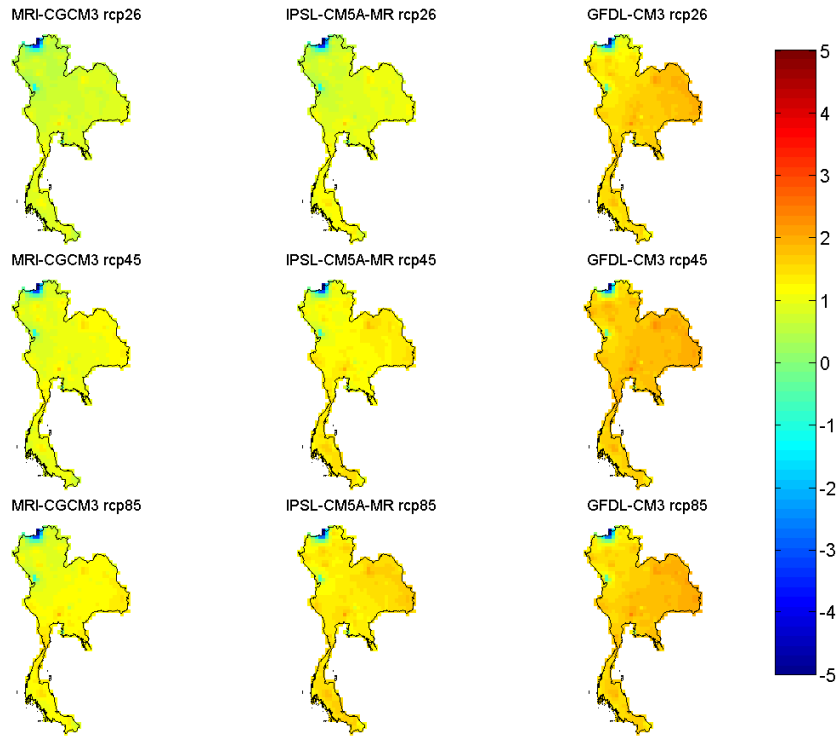 MRI-CGCM3 rcp26
IPSL-CM5A-MR rcp26
GFDL-CM3 rcp26
MRI-CGCM3 rcp45
IPSL-CM5A-MR rcp45
GFDL-CM3 rcp45
MRI-CGCM3 rcp85
IPSL-CM5A-MR rcp85
GFDL-CM3 rcp85
5
4
3
2
1
0
-1
-2
-3
-4
-5